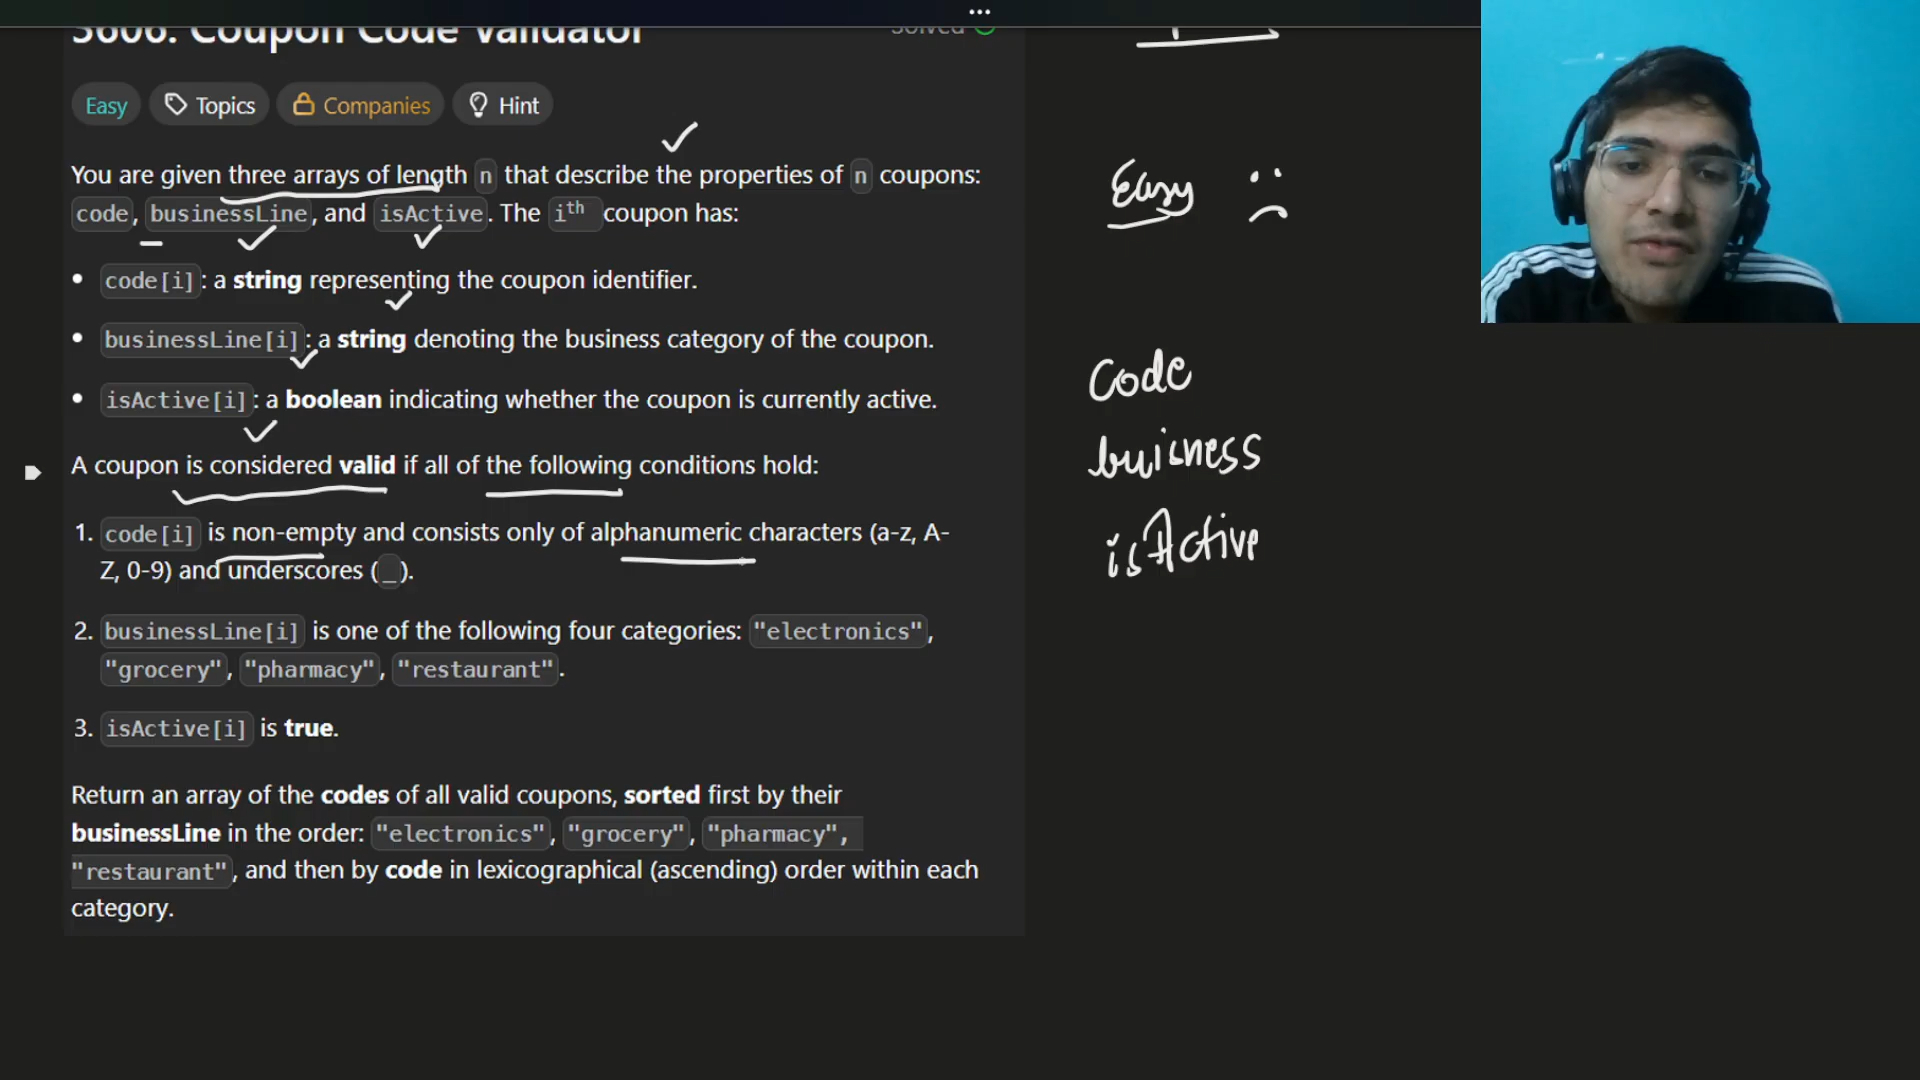 3606. Coupon Code Validator
Solved
Easy Topics Companies Hint
You are given three arrays of length n that describe the properties of n coupons:
code, businessLine, and isActive. The ith coupon has:
• code[i]: a string representing the coupon identifier.
• businessLine[i]: a string denoting the business category of the coupon.
• isActive[i]: a boolean indicating whether the coupon is currently active.
A coupon is considered valid if all of the following conditions hold:
1. code[i] is non-empty and consists only of alphanumeric characters (a-z, A-
Z, 0-9) and underscores (_).
2. businessLine[i] is one of the following four categories: "electronics",
"grocery", "pharmacy", "restaurant".
3. isActive[i] is true.
Return an array of the codes of all valid coupons, sorted first by their
businessLine in the order: "electronics", "grocery", "pharmacy",
"restaurant", and then by code in lexicographical (ascending) order within each
category.
Easy
Code
buisness
isActive